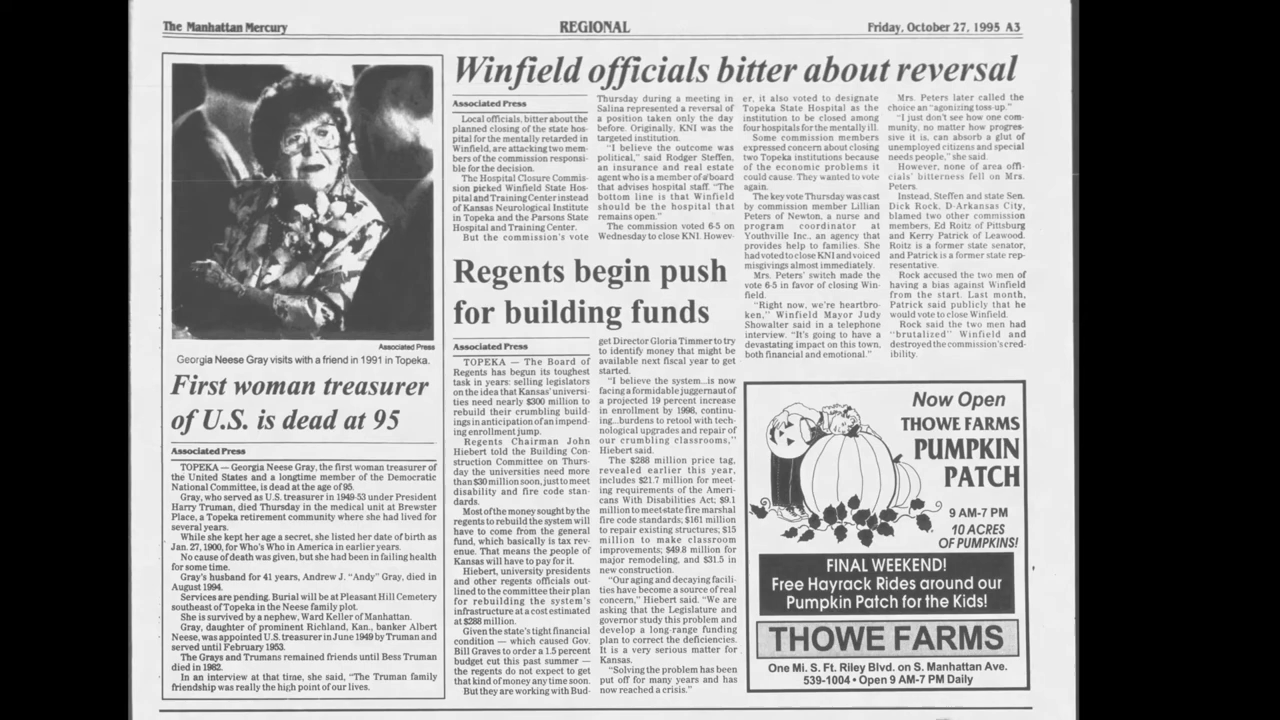 The Manhattan Mercury
REGIONAL
Friday, October 27, 1995 A3
Associated Press
Georgia Neese Gray visits with a friend in 1991 in Topeka.
First woman treasurer
of U.S. is dead at 95
Associated Press
TOPEKA — Georgia Neese Gray, the first woman treasurer of
the United States and a longtime member of the Democratic
National Committee, is dead at the age of 95.
Gray, who served as U.S. treasurer in 1949-53 under President
Harry Truman, died Thursday in the medical unit at Brewster
Place, a Topeka retirement community where she had lived for
several years.
While she kept her age a secret, she listed her date of birth as
Jan. 27, 1900, for Who's Who in America in earlier years.
No cause of death was given, but she had been in failing health
for some time.
Gray's husband for 41 years, Andrew J. "Andy" Gray, died in
August 1994.
Services are pending. Burial will be at Pleasant Hill Cemetery
southeast of Topeka in the Neese family plot.
She is survived by a nephew, Ward Keller of Manhattan.
Gray, daughter of prominent Richland, Kan., banker Albert
Neese, was appointed U.S. treasurer in June 1949 by Truman and
served until February 1953.
The Grays and Trumans remained friends until Bess Truman
died in 1982.
In an interview at that time, she said, "The Truman family
friendship was really the high point of our lives.
Winfield officials bitter about reversal
Associated Press
Local officials, bitter about the
planned closing of the state hos-
pital for the mentally retarded in
Winfield, are attacking two mem-
bers of the commission responsi-
ble for the decision.
The Hospital Closure Commis-
sion picked Winfield State Hos-
pital and Training Center instead
of Kansas Neurological Institute
in Topeka and the Parsons State
Hospital and Training Center.
But the commission's vote
Thursday during a meeting in
Salina represented a reversal of
a position taken only the day
before. Originally, KNI was the
targeted institution.
"I believe the outcome was
political," said Rodger Steffen,
an insurance and real estate
agent who is a member of a board
that advises hospital staff. "The
bottom line is that Winfield
should be the hospital that
remains open."
The commission voted 6-5 on
Wednesday to close KNI. Howev-
er, it also voted to designate
Topeka State Hospital as the
institution to be closed among
four hospitals for the mentally ill.
Some commission members
expressed concern about closing
two Topeka institutions because
of the economic problems it
could cause. They wanted to vote
again.
The key vote Thursday was cast
by commission member Lillian
Peters of Newton, a nurse and
program coordinator at
Youthville Inc., an agency that
provides help to families. She
had voted to close KNI and voiced
misgivings almost immediately.
Mrs. Peters' switch made the
vote 6-5 in favor of closing Win-
field.
"Right now, we're heartbro-
ken," Winfield Mayor Judy
Showalter said in a telephone
interview. "It's going to have a
devastating impact on this town,
both financial and emotional."
Mrs. Peters later called the
choice an "agonizing toss-up."
"I just don't see how one com-
munity, no matter how progres-
sive it is, can absorb a glut of
unemployed citizens and special
needs people," she said.
However, none of area offi-
cials' bitterness fell on Mrs.
Peters.
Instead, Steffen and state Sen.
Dick Rock, D-Arkansas City,
blamed two other commission
members, Ed Roitz of Pittsburg
and Kerry Patrick of Leawood.
Roitz is a former state senator,
and Patrick is a former state rep-
resentative.
Rock accused the two men of
having a bias against Winfield
from the start. Last month,
Patrick said publicly that he
would vote to close Winfield.
Rock said the two men had
"brutalized" Winfield and
destroyed the commission's cred-
ibility.
Regents begin push
for building funds
Associated Press
TOPEKA — The Board of
Regents has begun its toughest
task in years: selling legislators
on the idea that Kansas' universi-
ties need nearly $300 million to
rebuild their crumbling build-
ings in anticipation of an impend-
ing enrollment jump.
Regents Chairman John
Hiebert told the Building Con-
struction Committee on Thurs-
day the universities need more
than $30 million soon, just to meet
disability and fire code stan-
dards.
Most of the money sought by the
regents to rebuild the system will
have to come from the general
fund, which basically is tax rev-
enue. That means the people of
Kansas will have to pay for it.
Hiebert, university presidents
and other regents officials out-
lined to the committee their plan
for rebuilding the system's
infrastructure at a cost estimated
at $288 million.
Given the state's tight financial
condition — which caused Gov.
Bill Graves to order a 1.5 percent
budget cut this past summer —
the regents do not expect to get
that kind of money any time soon.
But they are working with Bud-
get Director Gloria Timmer to try
to identify money that might be
available next fiscal year to get
started.
"I believe the system...is now
facing a formidable juggernaut of
a projected 19 percent increase
in enrollment by 1998, continu-
ing...burdens to retool with tech-
nological upgrades and repair of
our crumbling classrooms,"
Hiebert said.
The $288 million price tag,
revealed earlier this year,
includes $21.7 million for meet-
ing requirements of the Ameri-
cans With Disabilities Act; $9.1
million to meet state fire marshal
fire code standards; $161 million
to repair existing structures; $15
million to make classroom
improvements; $49.8 million for
major remodeling, and $31.5 in
new construction.
"Our aging and decaying facili-
ties have become a source of real
concern," Hiebert said. "We are
asking that the Legislature and
governor study this problem and
develop a long-range funding
plan to correct the deficiencies.
It is a very serious matter for
Kansas.
"Solving the problem has been
put off for many years and has
now reached a crisis."
Now Open
THOWE FARMS
PUMPKIN
PATCH
9 AM-7 PM
10 ACRES
OF PUMPKINS!
FINAL WEEKEND!
Free Hayrack Rides around our
Pumpkin Patch for the Kids!
THOWE FARMS
One Mi. S. Ft. Riley Blvd. on S. Manhattan Ave.
539-1004 • Open 9 AM-7 PM Daily